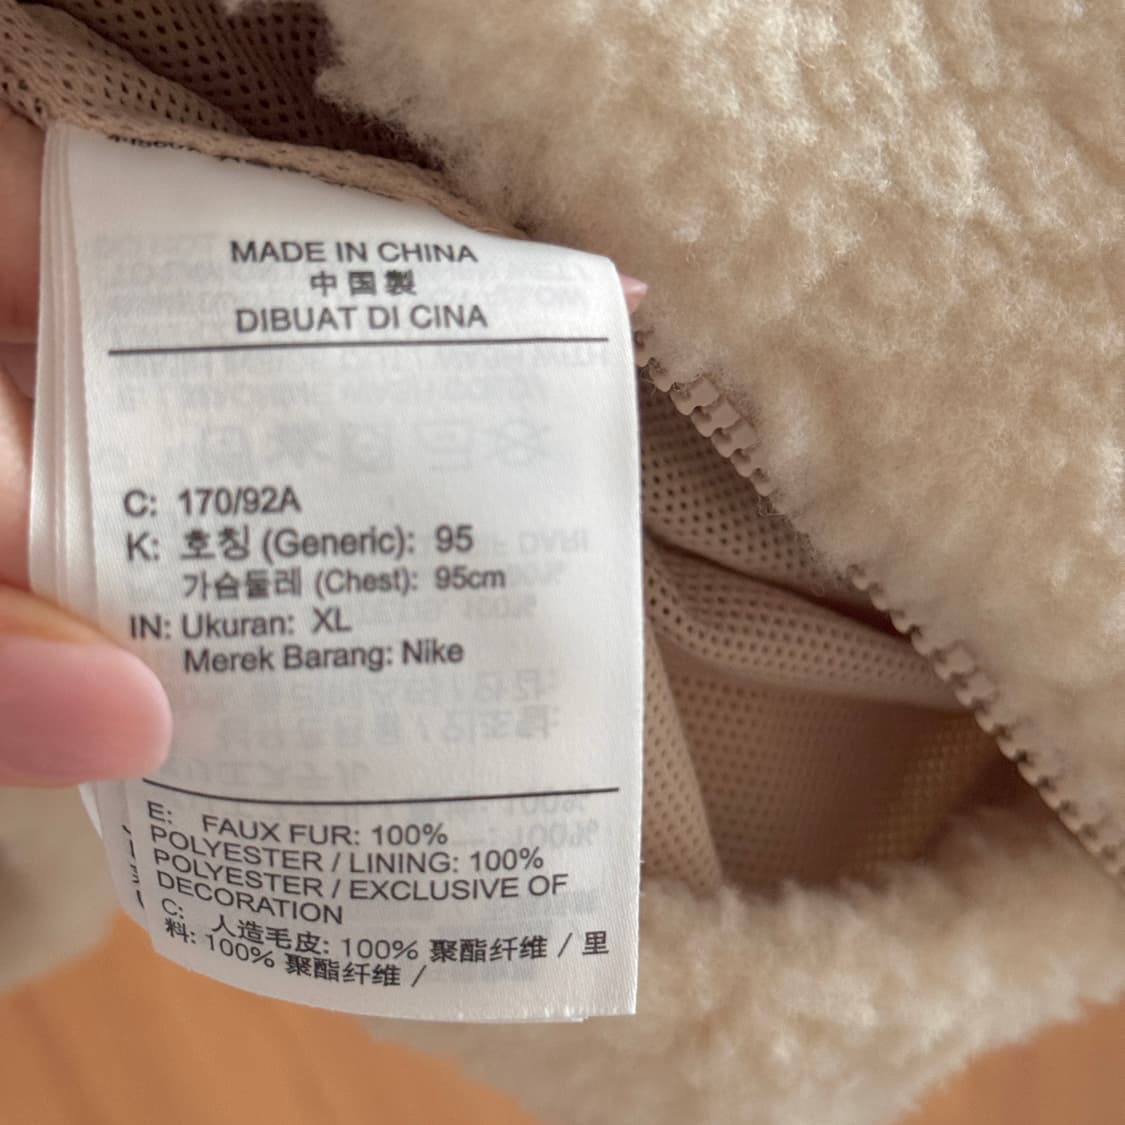 MADE IN CHINA
中国製
DIBUAT DI CINA
C: 170/92A
K: 호칭 (Generic): 95
가슴둘레 (Chest): 95cm
IN: Ukuran: XL
Merek Barang: Nike
E: FAUX FUR: 100%
POLYESTER / LINING: 100%
POLYESTER / EXCLUSIVE OF
DECORATION
C: 人造毛皮: 100% 聚酯纤维 / 里
料: 100% 聚酯纤维 /